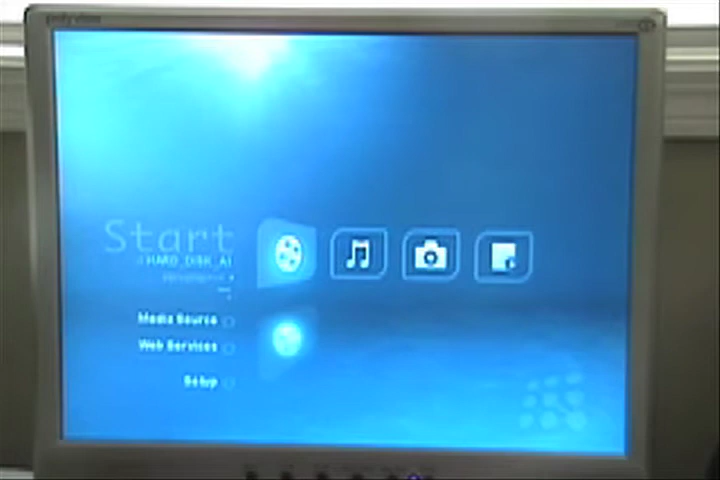 Start
HARD_DISK_A1
Media Source
Web Services
Setup